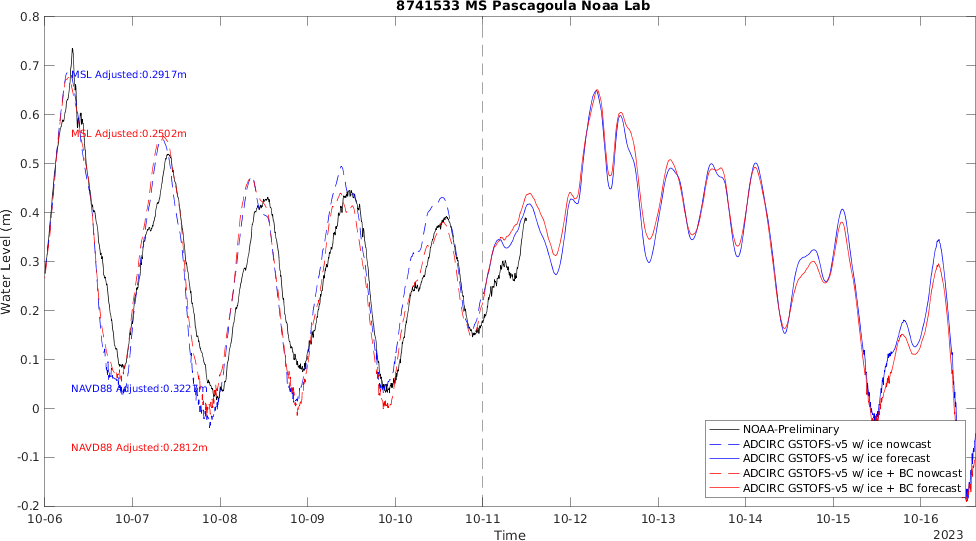 8741533 MS Pascagoula Noaa Lab
Water Level (m)
0.8
0.7
0.6
0.5
0.4
0.3
0.2
0.1
0
-0.1
-0.2
MSL Adjusted:0.2917m
MSL Adjusted:0.2502m
NAVD88 Adjusted:0.3227m
NAVD88 Adjusted:0.2812m
NOAA-Preliminary
ADCIRC GSTOFS-v5 w/ ice nowcast
ADCIRC GSTOFS-v5 w/ ice forecast
ADCIRC GSTOFS-v5 w/ ice + BC nowcast
ADCIRC GSTOFS-v5 w/ ice + BC forecast
10-06 10-07 10-08 10-09 10-10 10-11 10-12 10-13 10-14 10-15 10-16
Time
2023